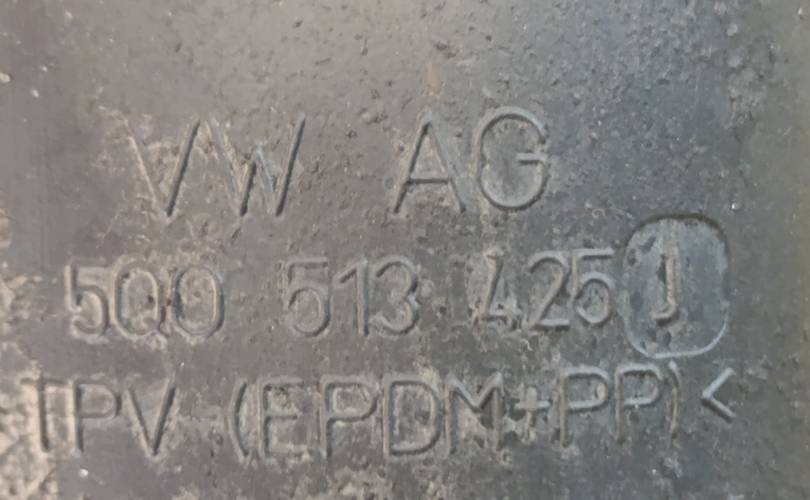 VW AG
5Q0 513 425 J
TPV (EPDM+PP)<